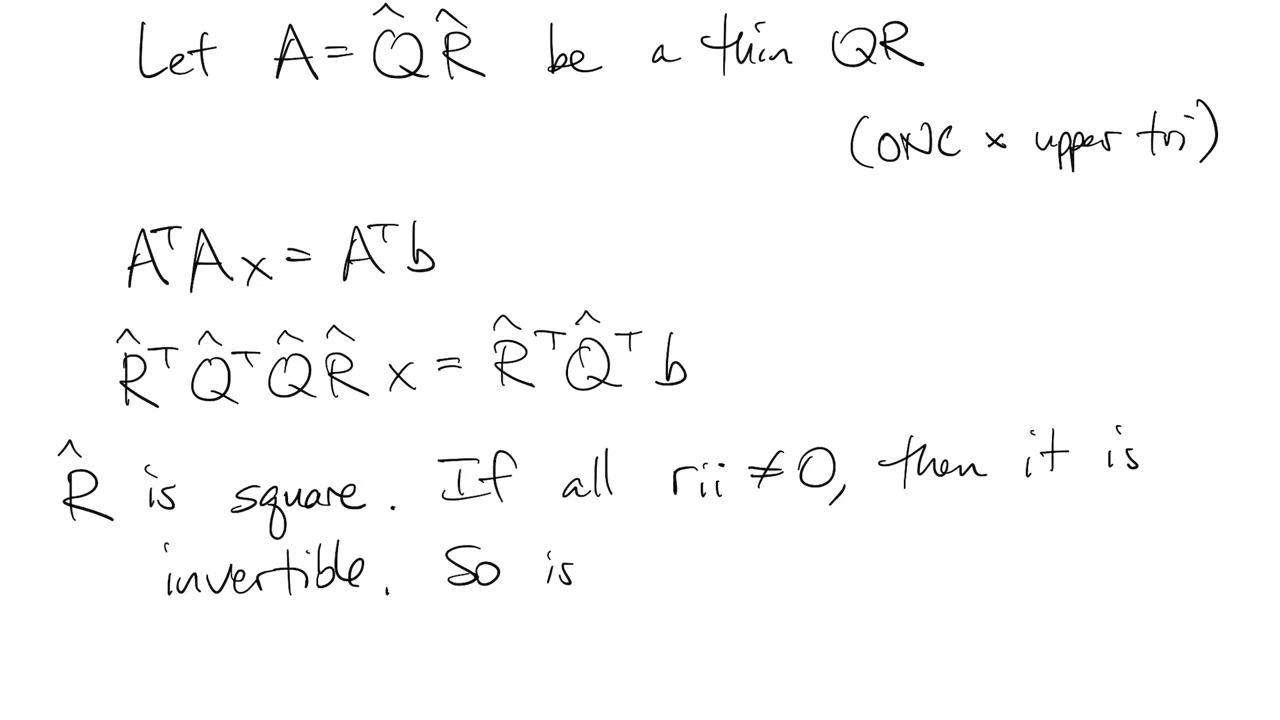 Let A = Q̂R̂ be a thin QR
(ONC × upper tri)
AᵀAx = Aᵀb
R̂ᵀQ̂ᵀQ̂R̂x = R̂ᵀQ̂ᵀb
R̂ is square. If all rii ≠ 0, then it is
invertible. So is